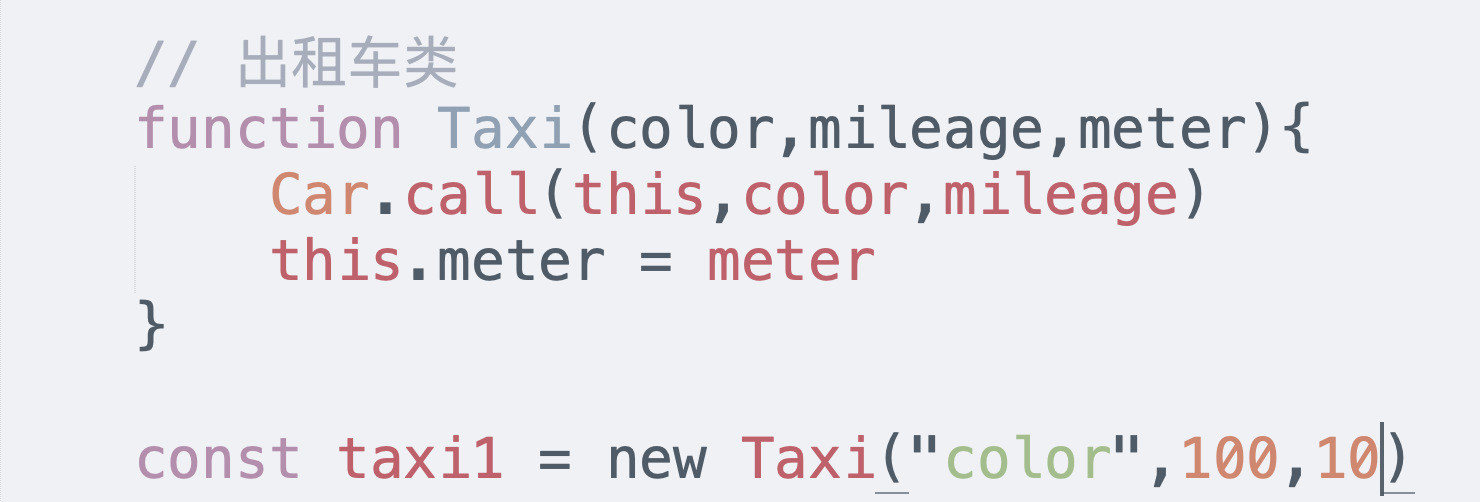 // 出租车类
function Taxi(color,mileage,meter){
Car.call(this,color,mileage)
this.meter = meter
}
const taxi1 = new Taxi("color",100,10)